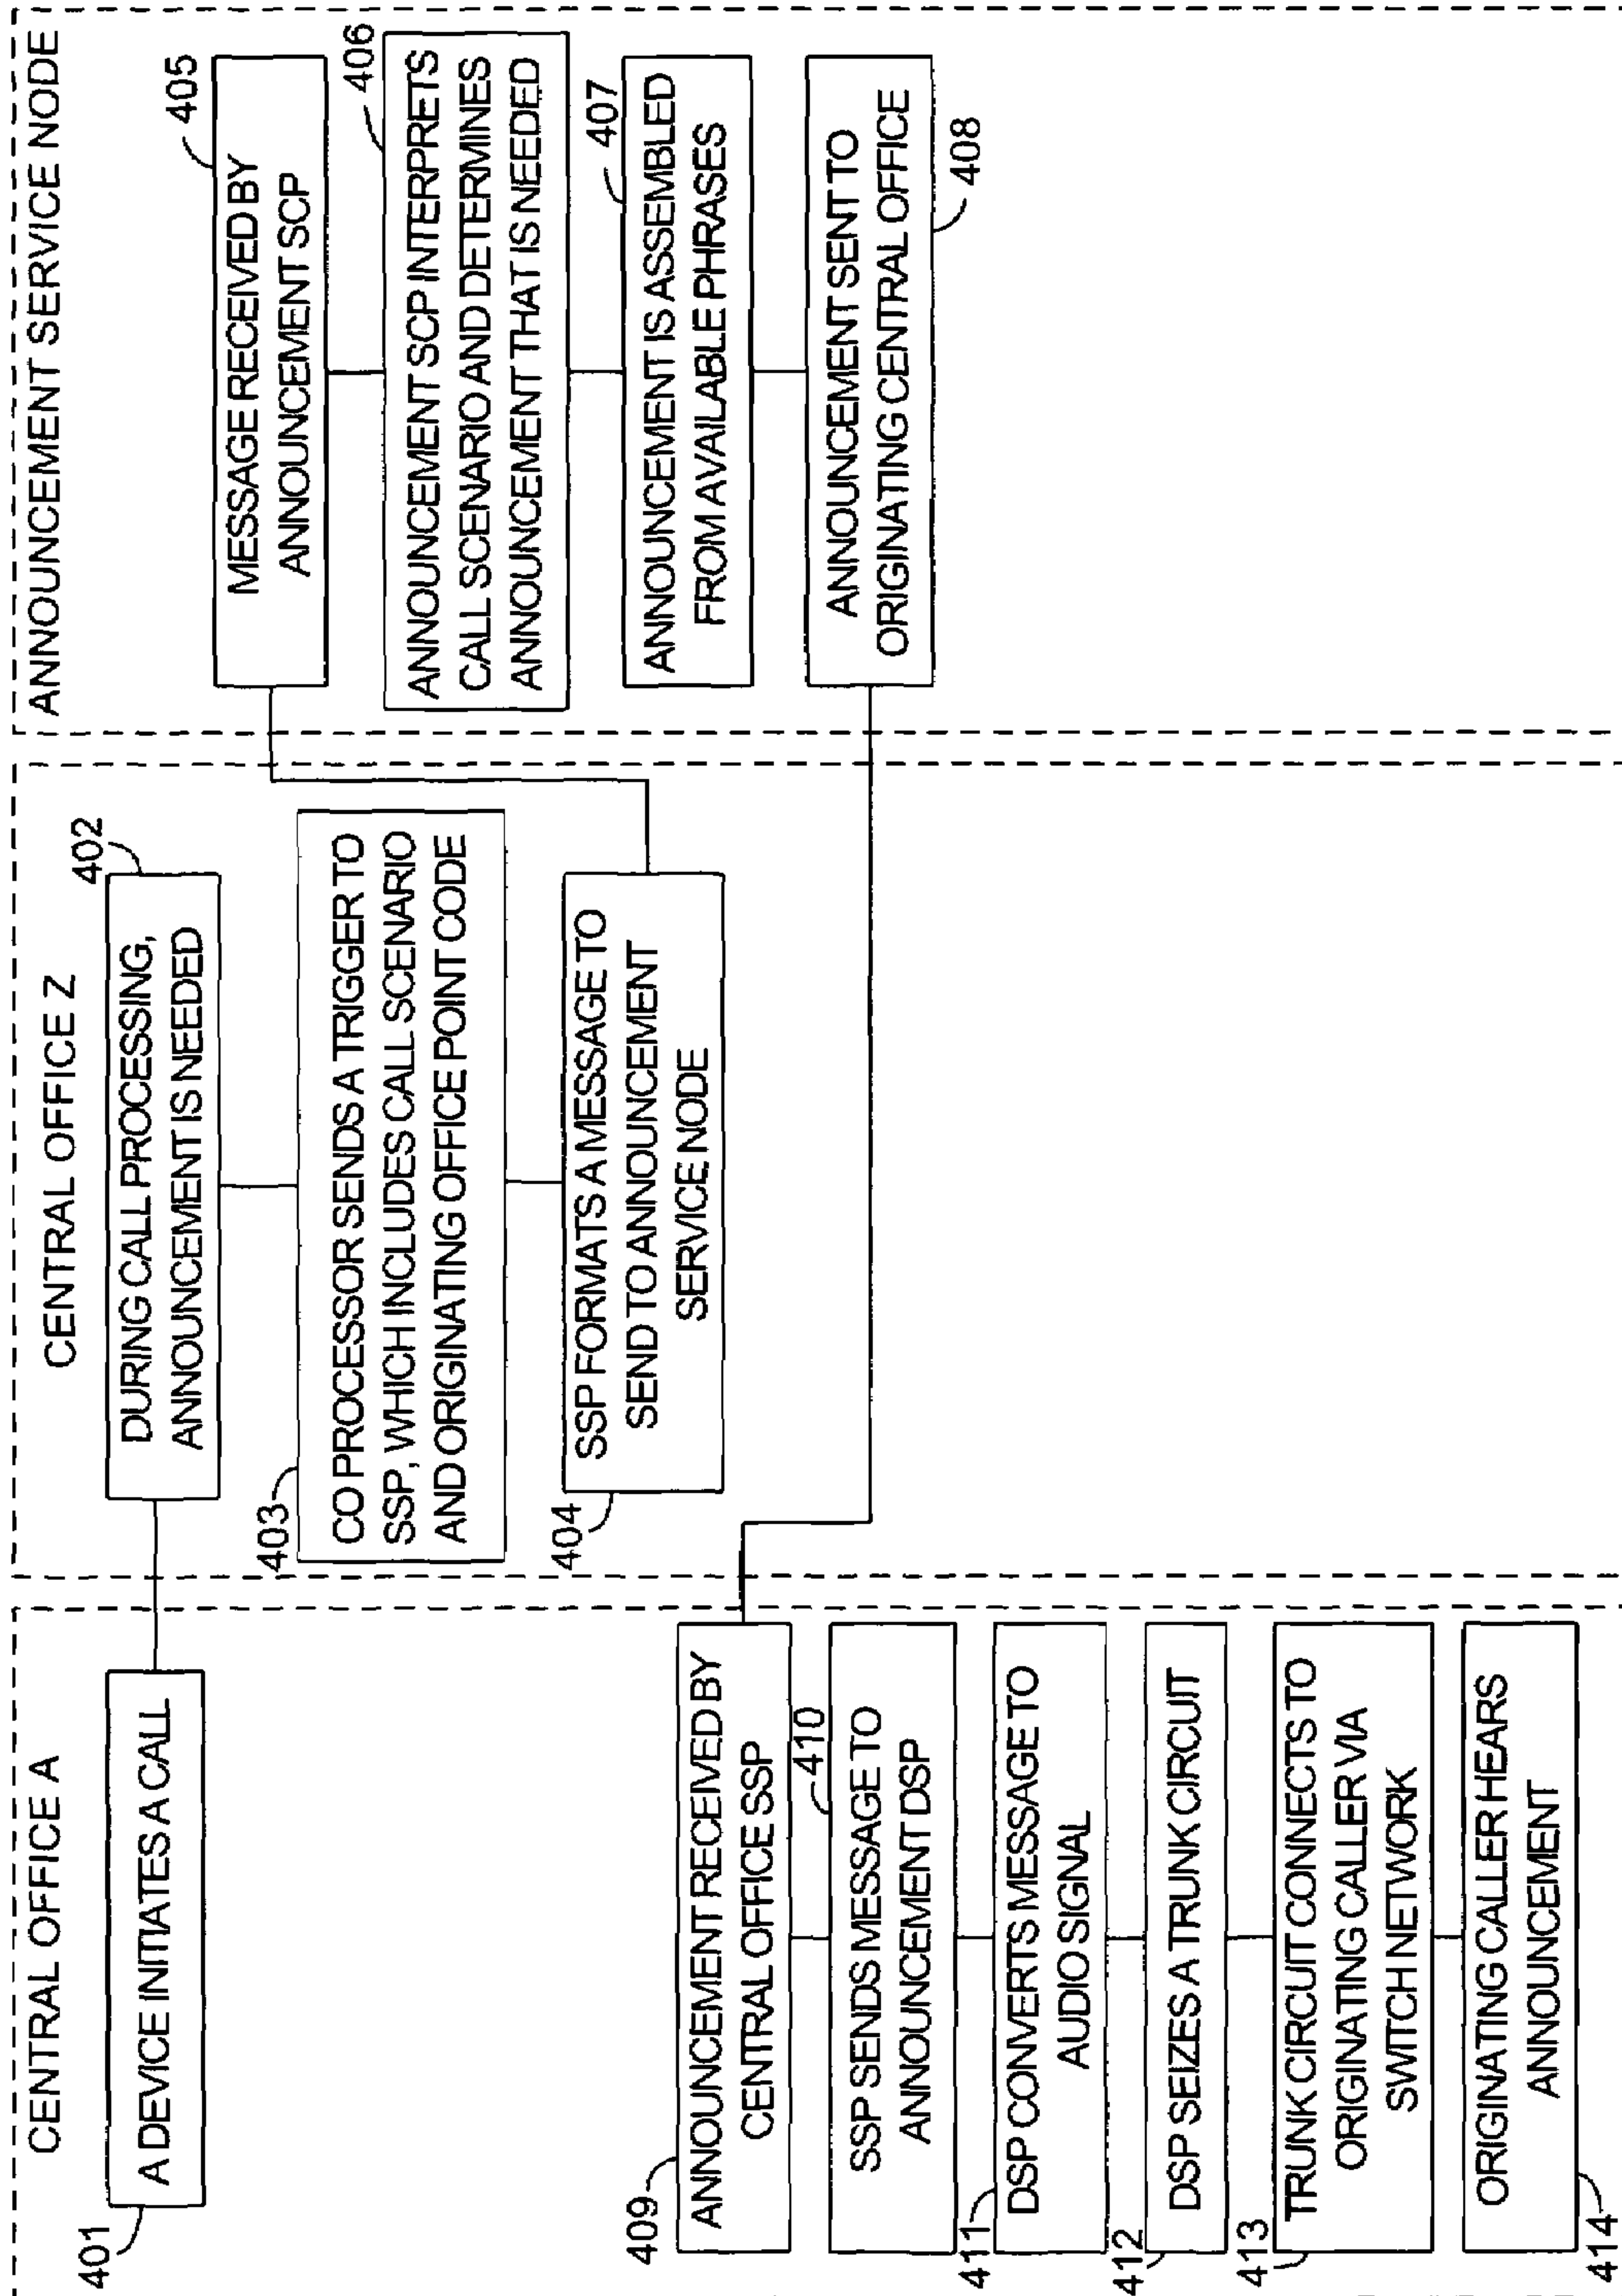 CENTRAL OFFICE A
401
A DEVICE INITIATES A CALL
409
ANNOUNCEMENT RECEIVED BY
CENTRAL OFFICE SSP
410
SSP SENDS MESSAGE TO
ANNOUNCEMENT DSP
411
DSP CONVERTS MESSAGE TO
AUDIO SIGNAL
412
DSP SEIZES A TRUNK CIRCUIT
413
TRUNK CIRCUIT CONNECTS TO
ORIGINATING CALLER VIA
SWITCH NETWORK
414
ORIGINATING CALLER HEARS
ANNOUNCEMENT
CENTRAL OFFICE Z
402
DURING CALL PROCESSING,
ANNOUNCEMENT IS NEEDED
403
CO PROCESSOR SENDS A TRIGGER TO
SSP, WHICH INCLUDES CALL SCENARIO
AND ORIGINATING OFFICE POINT CODE
404
SSP FORMATS A MESSAGE TO
SEND TO ANNOUNCEMENT
SERVICE NODE
ANNOUNCEMENT SERVICE NODE
405
MESSAGE RECEIVED BY
ANNOUNCEMENT SCP
406
ANNOUNCEMENT SCP INTERPRETS
CALL SCENARIO AND DETERMINES
ANNOUNCEMENT THAT IS NEEDED
407
ANNOUNCEMENT IS ASSEMBLED
FROM AVAILABLE PHRASES
ANNOUNCEMENT SENT TO
ORIGINATING CENTRAL OFFICE
408